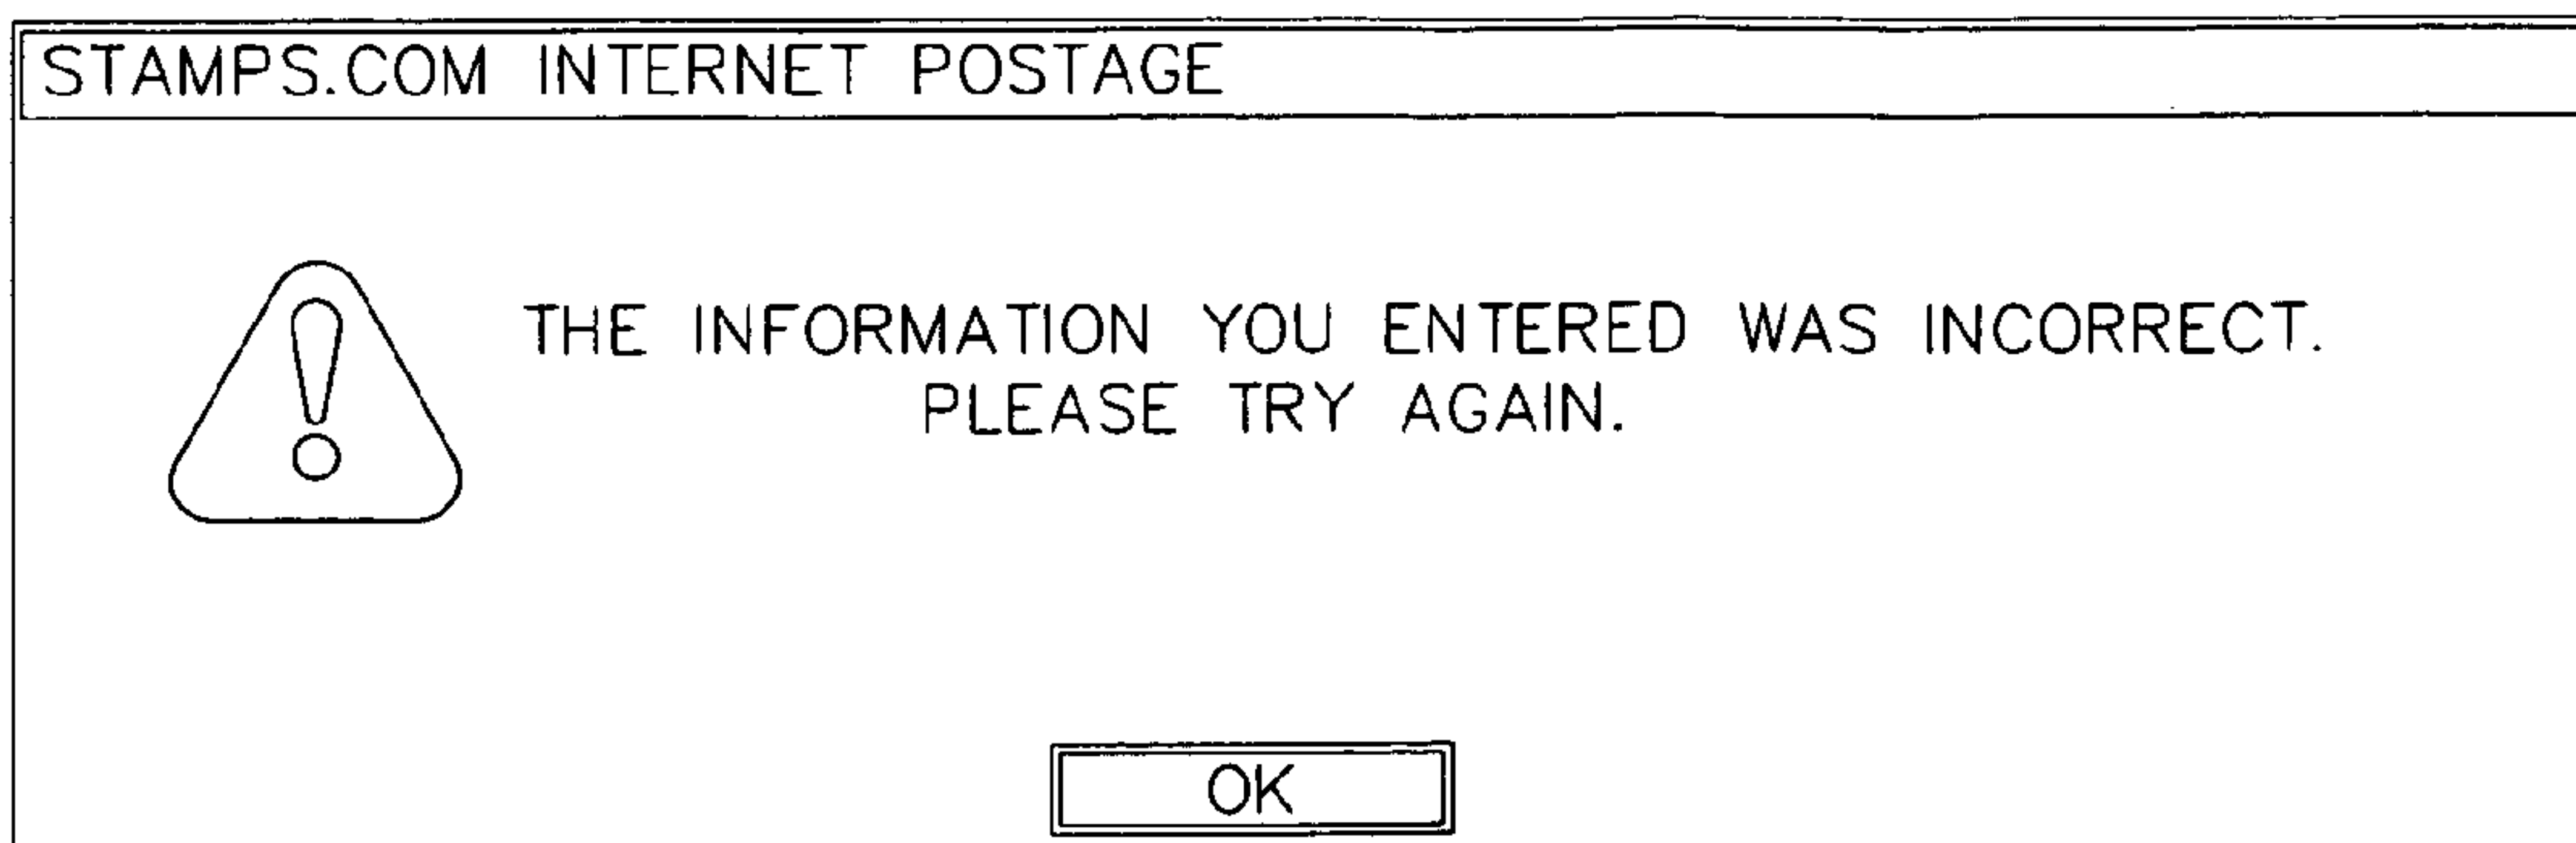 STAMPS.COM INTERNET POSTAGE
THE INFORMATION YOU ENTERED WAS INCORRECT.
PLEASE TRY AGAIN.
OK